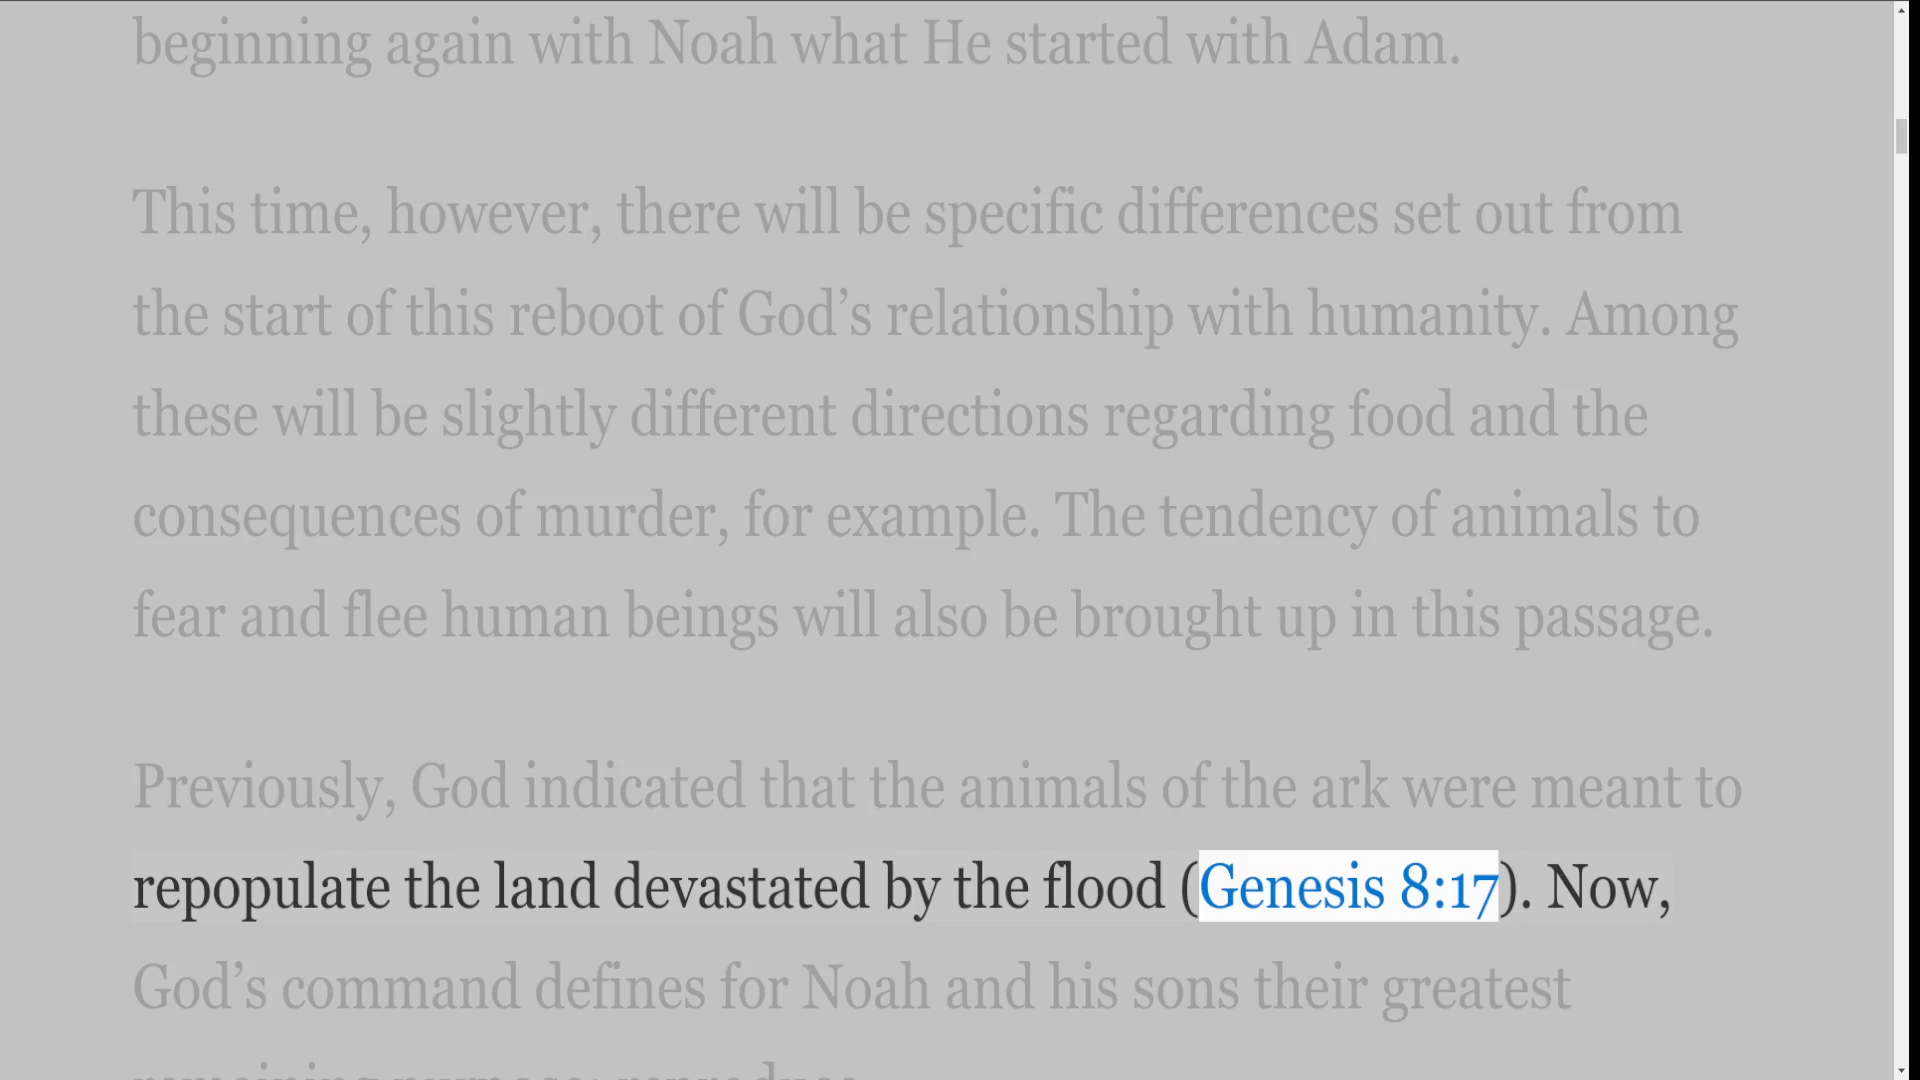 beginning again with Noah what He started with Adam.
This time, however, there will be specific differences set out from
the start of this reboot of God’s relationship with humanity. Among
these will be slightly different directions regarding food and the
consequences of murder, for example. The tendency of animals to
fear and flee human beings will also be brought up in this passage.
Previously, God indicated that the animals of the ark were meant to
repopulate the land devastated by the flood (Genesis 8:17). Now,
God’s command defines for Noah and his sons their greatest
remaining purpose: reproduce